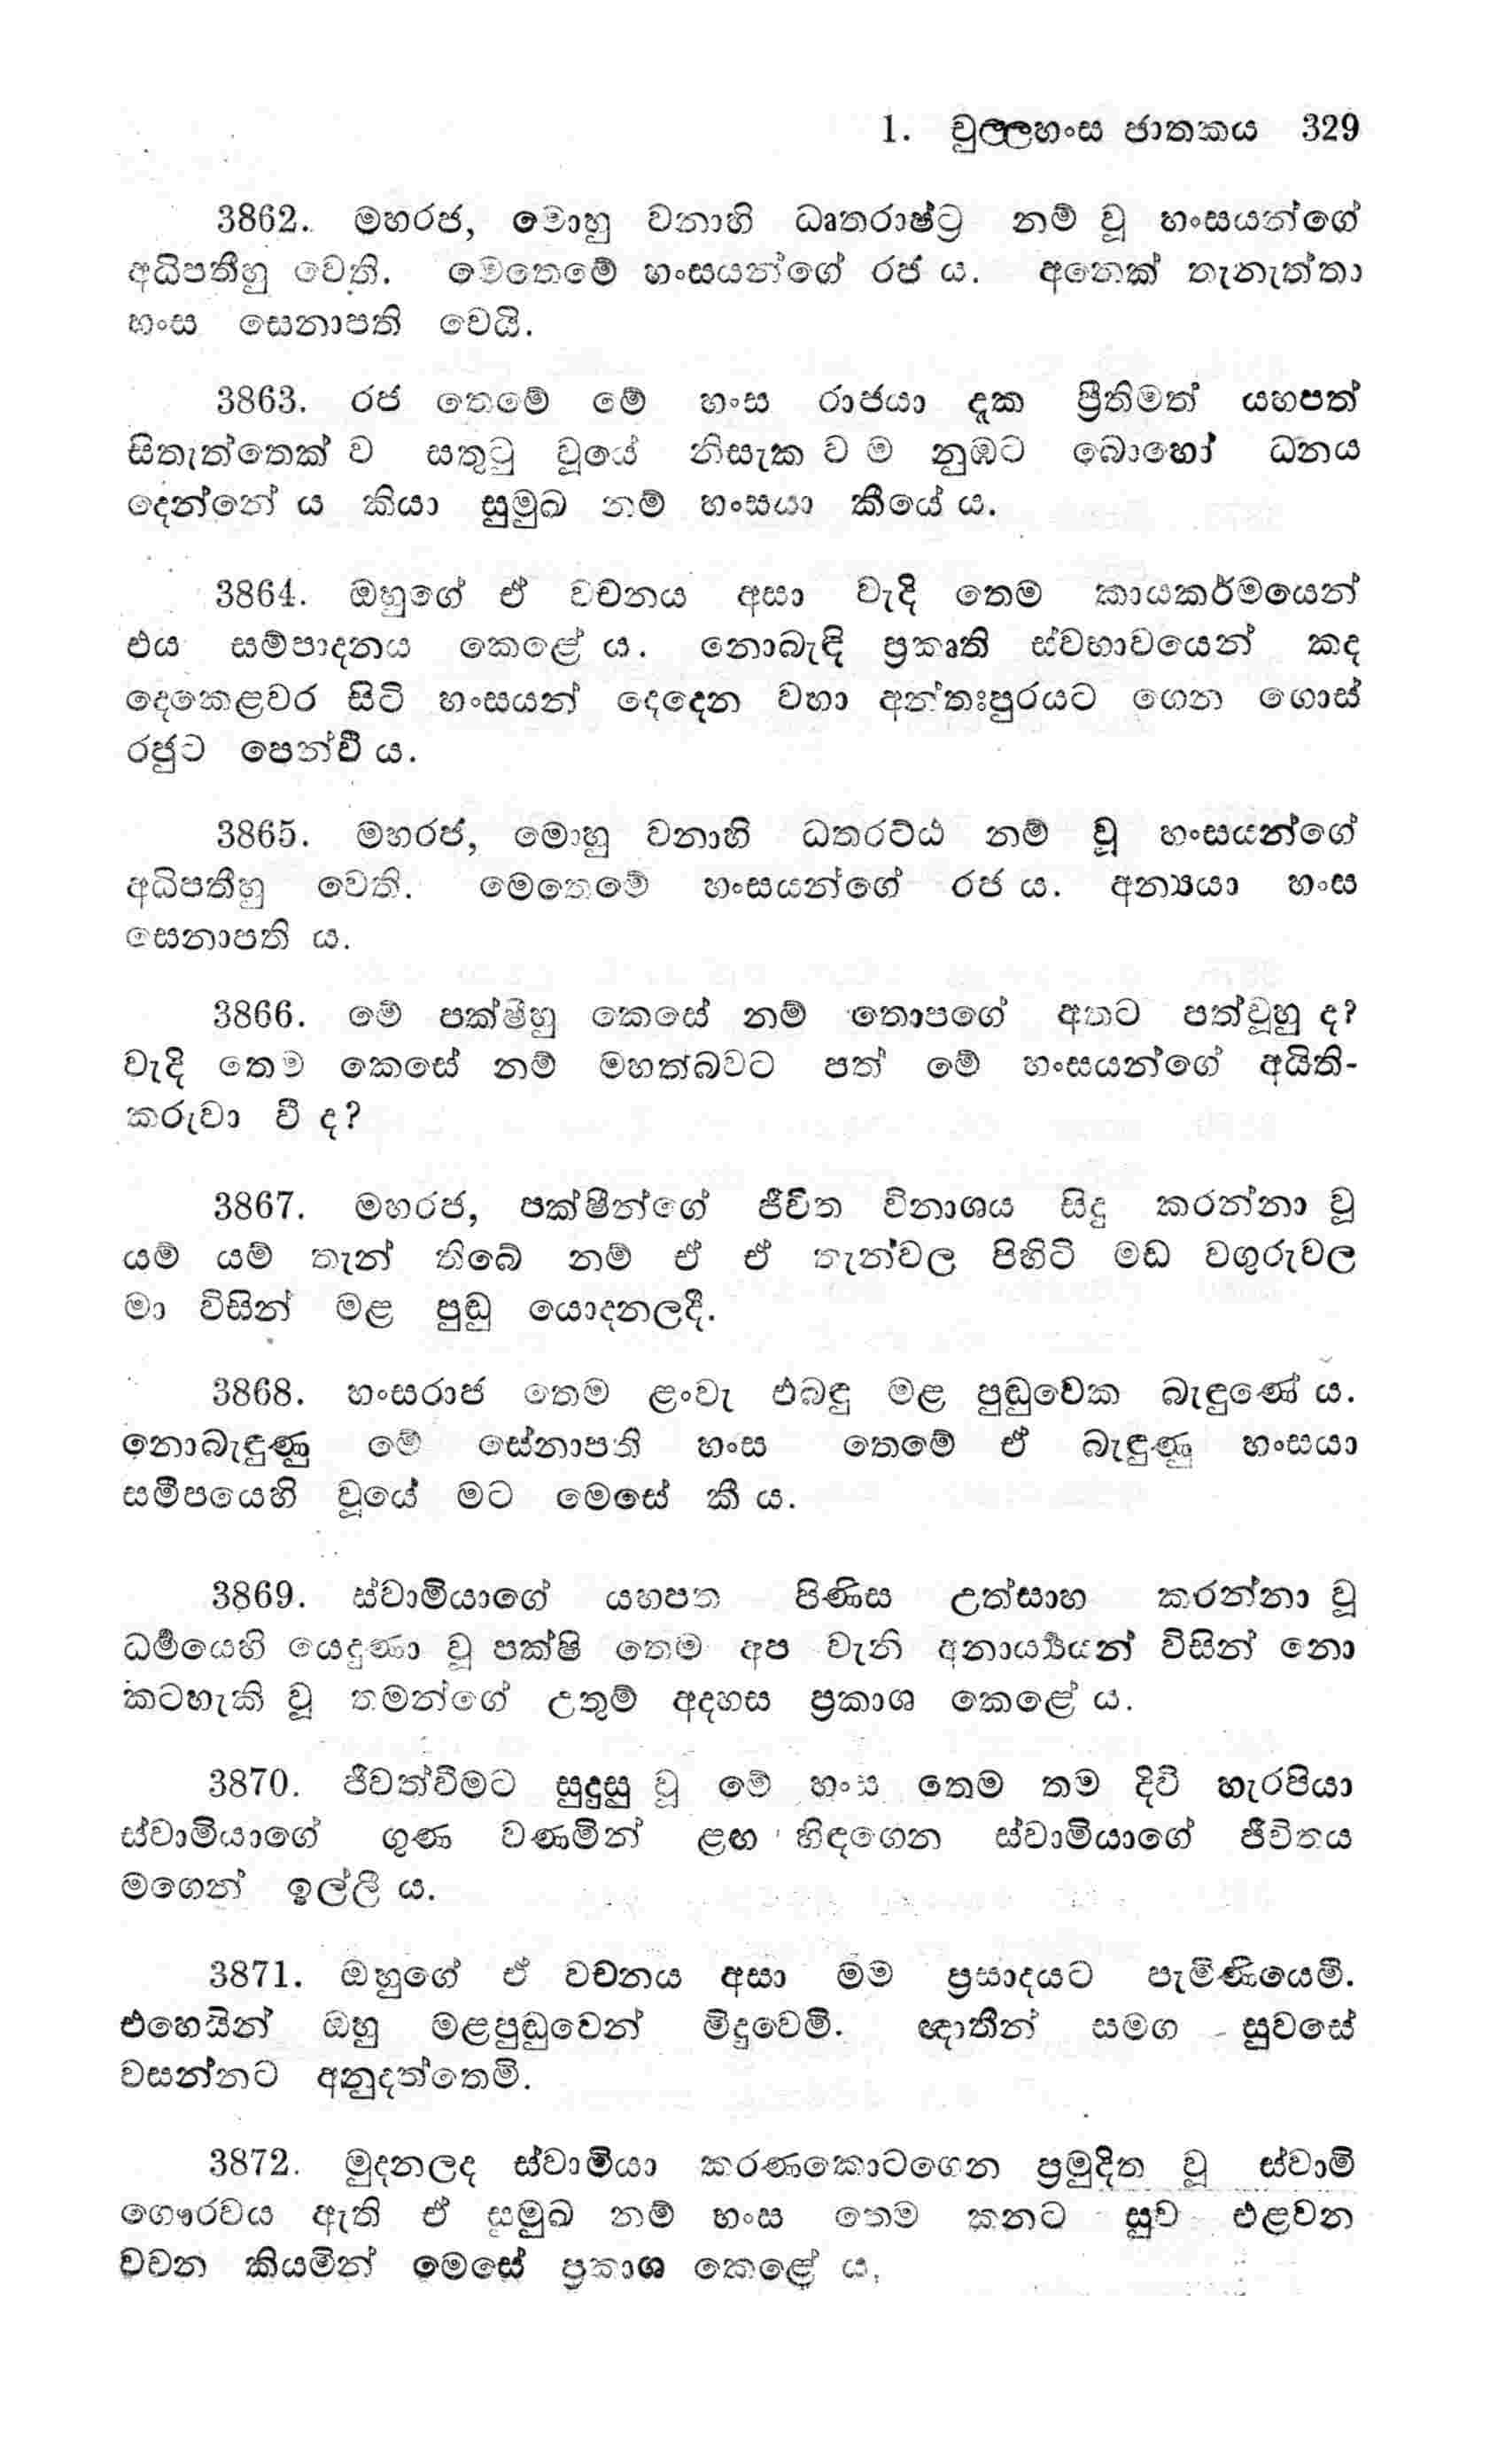 1. චුල්ලහංස ජාතකය 329
3862. මහරජ, මොහු වනාහි ධෘතරාෂ්ට්‍ර නම් වූ හංසයන්ගේ
අධිපතීහු වෙති. මෙතෙමේ හංසයන්ගේ රජ ය. අනෙක් තැනැත්තා
හංස සෙනාපති වෙයි.
3863. රජ තෙමේ මේ හංස රාජයා දැක ප්‍රීතිමත් යහපත්
සිතැත්තෙක් ව සතුටු වූයේ නිසැක ව ම නුඹට බොහෝ ධනය
දෙන්නේ ය කියා සුමුඛ නම් හංසයා කීයේ ය.
3864. ඔහුගේ ඒ වචනය අසා වැදි තෙම කායකර්මයෙන්
එය සම්පාදනය කෙළේ ය. නොබැඳි ප්‍රකෘති ස්වභාවයෙන් කද
දෙකෙළවර සිටි හංසයන් දෙදෙන වහා අන්තඃපුරයට ගෙන ගොස්
රජුට පෙන්වී ය.
3865. මහරජ, මොහු වනාහි ධතරට්ඨ නම් වූ හංසයන්ගේ
අධිපතීහු වෙති. මෙතෙමේ හංසයන්ගේ රජ ය. අන්‍යයා හංස
සෙනාපති ය.
3866. මේ පක්ෂීහු කෙසේ නම් තොපගේ අතට පත්වූහු ද?
වැදි තෙම කෙසේ නම් මහත්බවට පත් මේ හංසයන්ගේ අයිති-
කරුවා වී ද?
3867. මහරජ, පක්ෂීන්ගේ ජීවිත විනාශය සිදු කරන්නා වූ
යම් යම් තැන් තිබේ නම් ඒ ඒ තැන්වල පිහිටි මඩ වගුරුවල
මා විසින් මළ පුඬු යොදනලදී.
3868. හංසරාජ තෙම ළංවැ එබඳු මළ පුඬුවෙක බැඳුණේ ය.
නොබැඳුණු මේ සේනාපති හංස තෙමේ ඒ බැඳුණු හංසයා
සමීපයෙහි වූයේ මට මෙසේ කී ය.
3869. ස්වාමියාගේ යහපත පිණිස උත්සාහ කරන්නා වූ
ධර්මයෙහි යෙදුණා වූ පක්ෂි තෙම අප වැනි අනාර්‍ය්‍යයන් විසින් නො
කටහැකි වූ තමන්ගේ උතුම් අදහස ප්‍රකාශ කෙළේ ය.
3870. ජීවත්වීමට සුදුසු වූ මේ හංස තෙම තම දිවි හැරපියා
ස්වාමියාගේ ගුණ වණමින් ළඟ හිඳගෙන ස්වාමියාගේ ජීවිතය
මගෙන් ඉල්ලී ය.
3871. ඔහුගේ ඒ වචනය අසා මම ප්‍රසාදයට පැමිණියෙමි.
එහෙයින් ඔහු මළපුඬුවෙන් මිදුවෙමි. ඥාතීන් සමග සුවසේ
වසන්නට අනුදත්තෙමි.
3872. මුදනලද ස්වාමියා කරණකොටගෙන ප්‍රමුදිත වූ ස්වාමි
ගෞරවය ඇති ඒ සුමුඛ නම් හංස තෙම කනට සුව එළවන
වචන කියමින් මෙසේ ප්‍රකාශ කෙළේ ය,